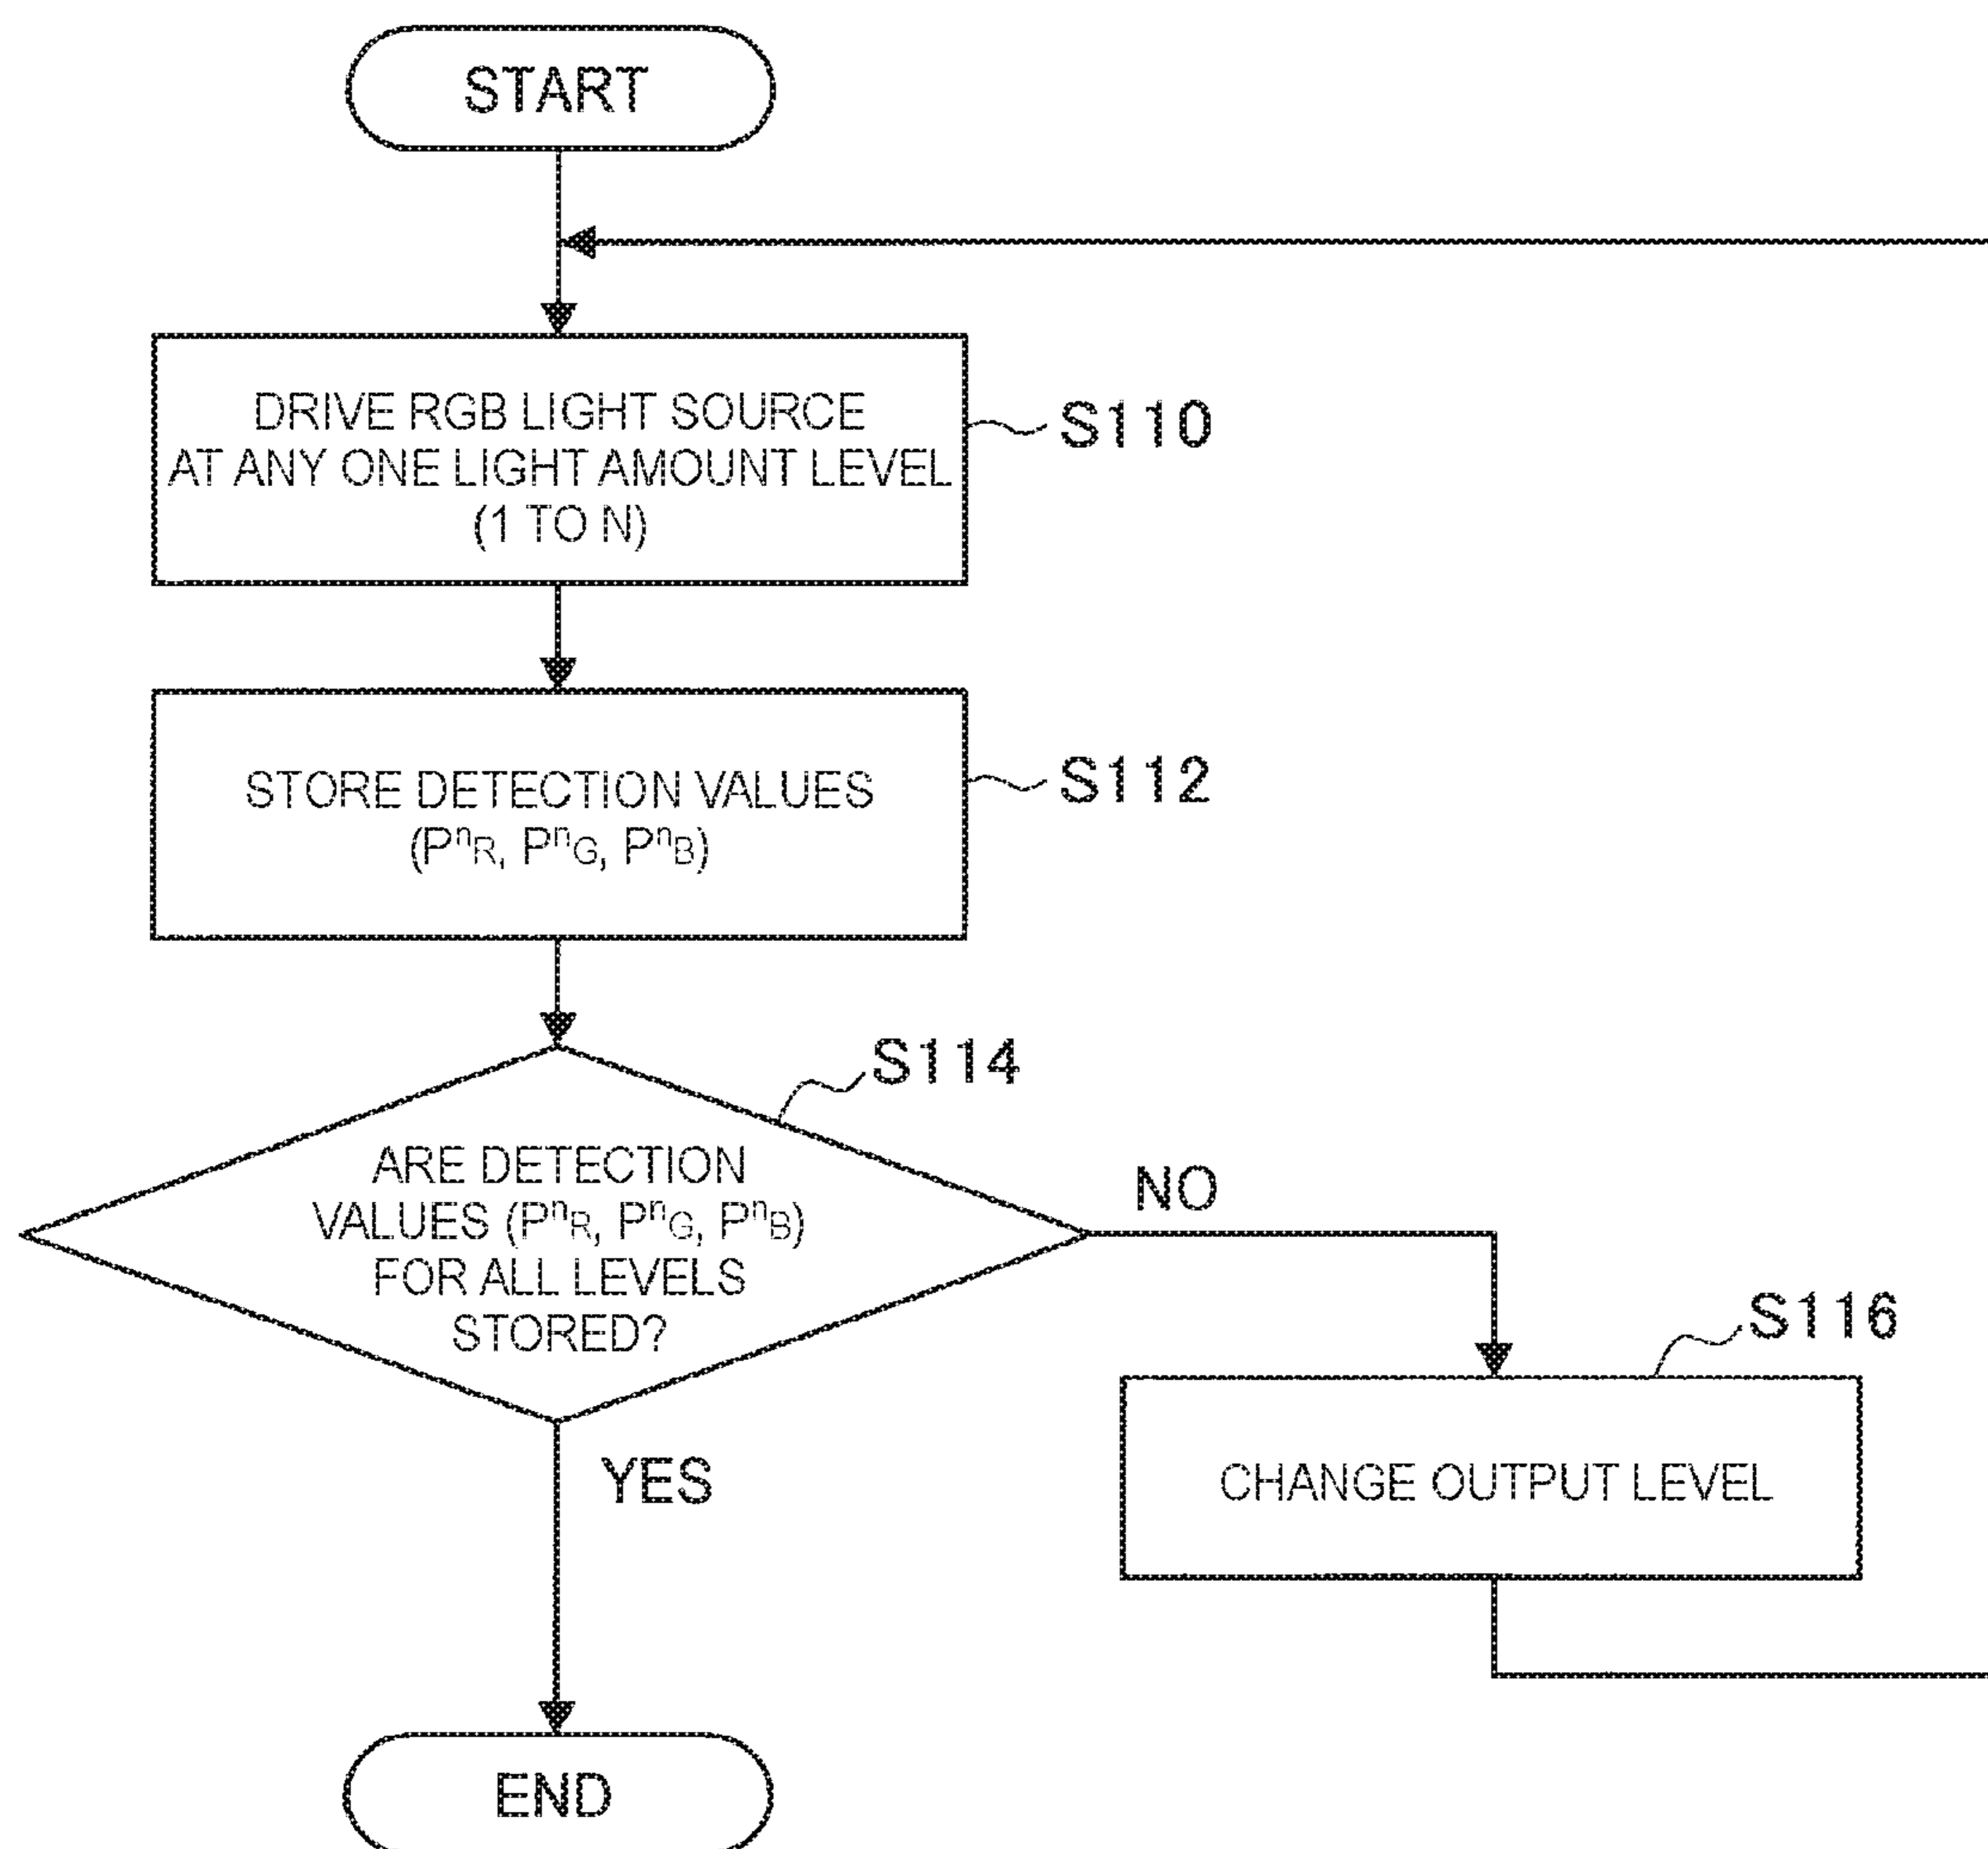 START
DRIVE RGB LIGHT SOURCE
AT ANY ONE LIGHT AMOUNT LEVEL
(1 TO N)
S110
STORE DETECTION VALUES
(PⁿR, PⁿG, PⁿB)
S112
S114
ARE DETECTION
VALUES (PⁿR, PⁿG, PⁿB)
FOR ALL LEVELS
STORED?
NO
S116
CHANGE OUTPUT LEVEL
YES
END